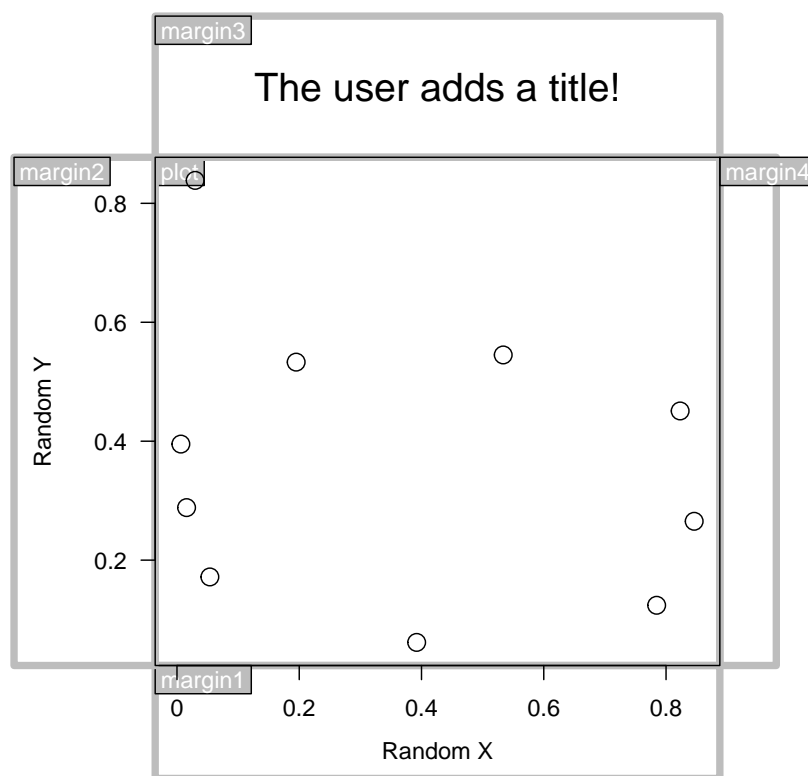 margin3
The user adds a title!
margin2
plot
margin4
0.8
0.6
0.4
0.2
Random Y
margin1
0 0.2 0.4 0.6 0.8
Random X